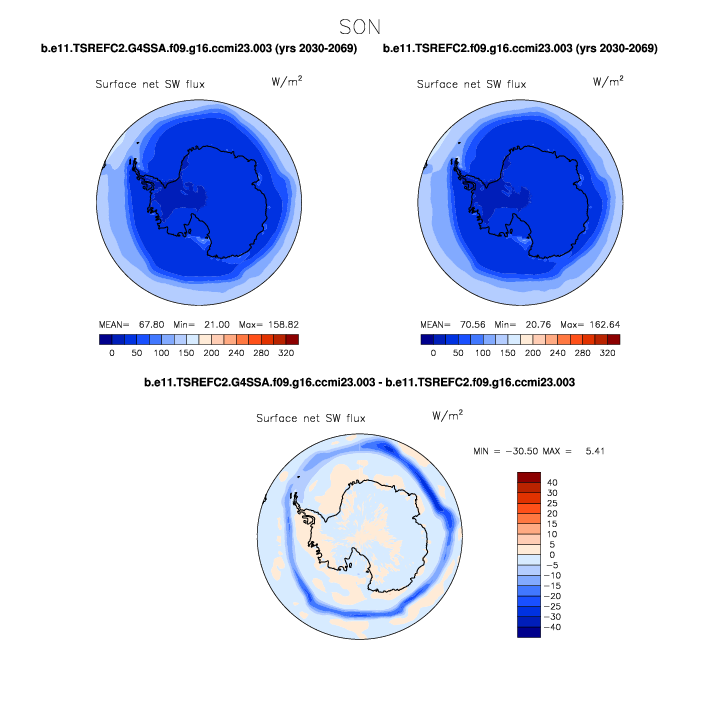 SON
b.e11.TSREFC2.G4SSA.f09.g16.ccmi23.003 (yrs 2030-2069) b.e11.TSREFC2.f09.g16.ccmi23.003 (yrs 2030-2069)
Surface net SW flux W/m² Surface net SW flux W/m²
MEAN= 67.80 Min= 21.00 Max= 158.82 MEAN= 70.56 Min= 20.76 Max= 162.64
0 50 100 150 200 240 280 320 0 50 100 150 200 240 280 320
b.e11.TSREFC2.G4SSA.f09.g16.ccmi23.003 - b.e11.TSREFC2.f09.g16.ccmi23.003
Surface net SW flux W/m²
MIN = −30.50 MAX = 5.41
40
30
25
20
15
10
5
0
−5
−10
−15
−20
−25
−30
−40